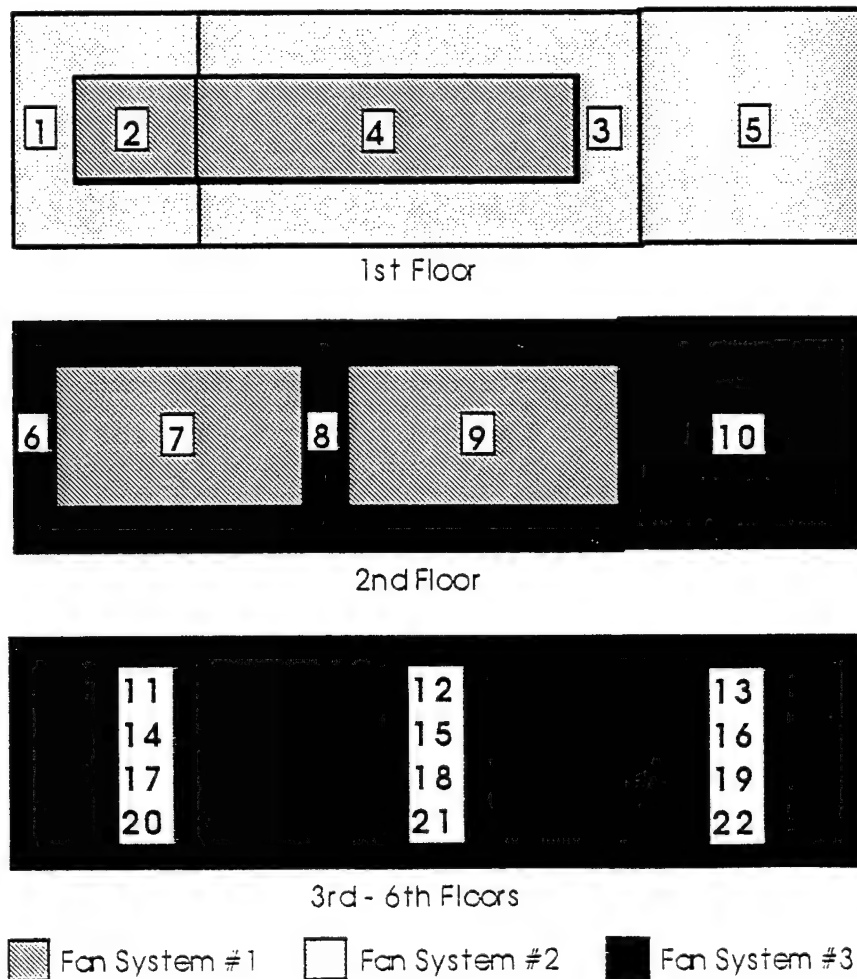 1 2 4 3 5
1st Floor
6 7 8 9 10
2nd Floor
11 12 13
14 15 16
17 18 19
20 21 22
3rd - 6th Floors
Fan System #1 Fan System #2 Fan System #3